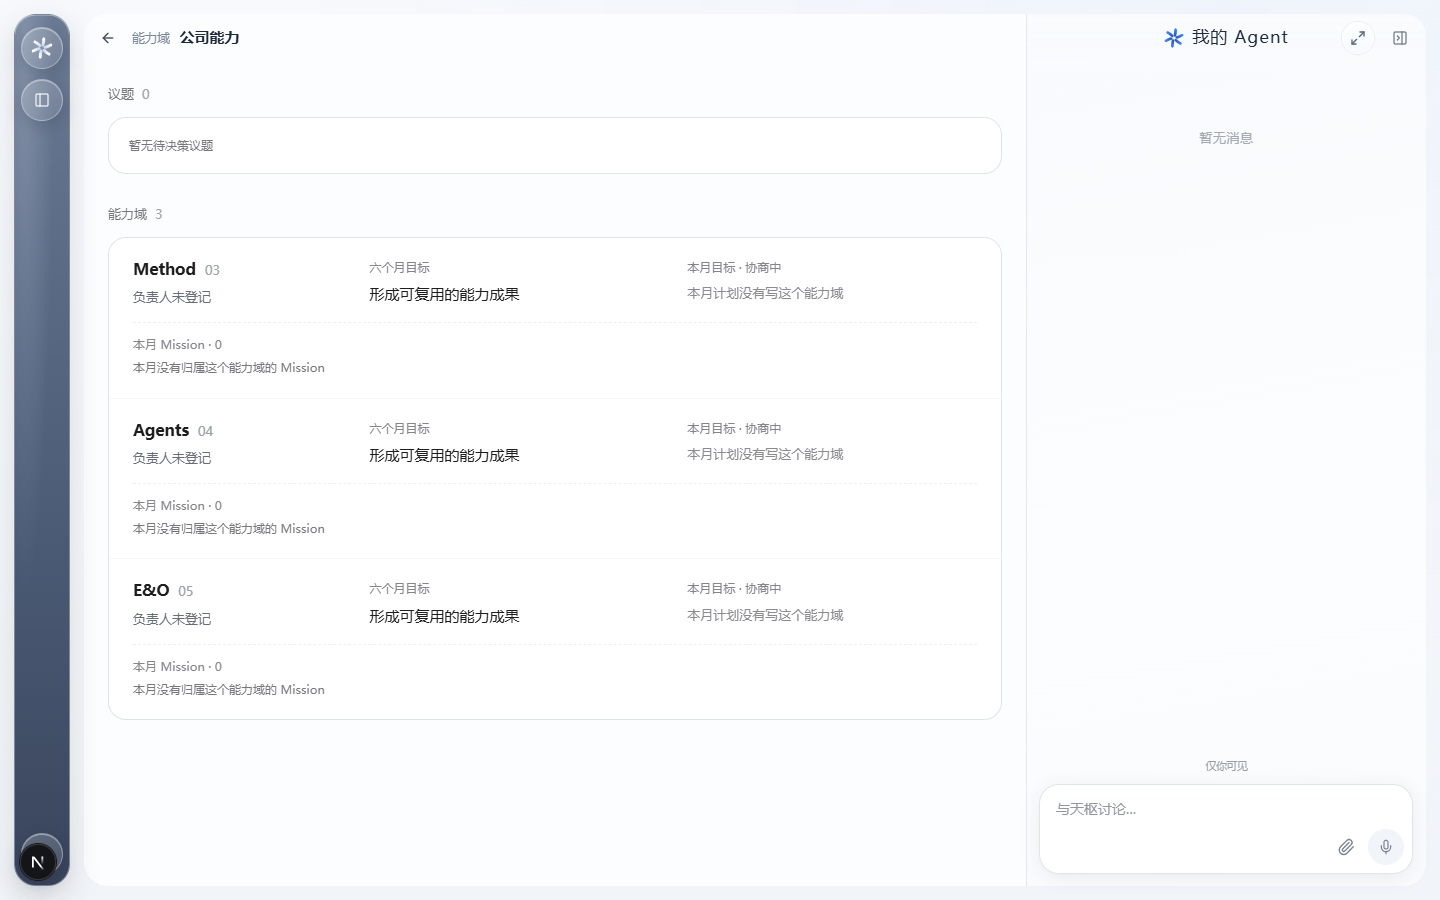 能力域 公司能力
议题 0
暂无待决策议题
能力域 3
Method 03
负责人未登记
六个月目标
形成可复用的能力成果
本月目标 · 协商中
本月计划没有写这个能力域
本月 Mission · 0
本月没有归属这个能力域的 Mission
Agents 04
负责人未登记
六个月目标
形成可复用的能力成果
本月目标 · 协商中
本月计划没有写这个能力域
本月 Mission · 0
本月没有归属这个能力域的 Mission
E&O 05
负责人未登记
六个月目标
形成可复用的能力成果
本月目标 · 协商中
本月计划没有写这个能力域
本月 Mission · 0
本月没有归属这个能力域的 Mission
我的 Agent
暂无消息
仅你可见
与天枢讨论...
N